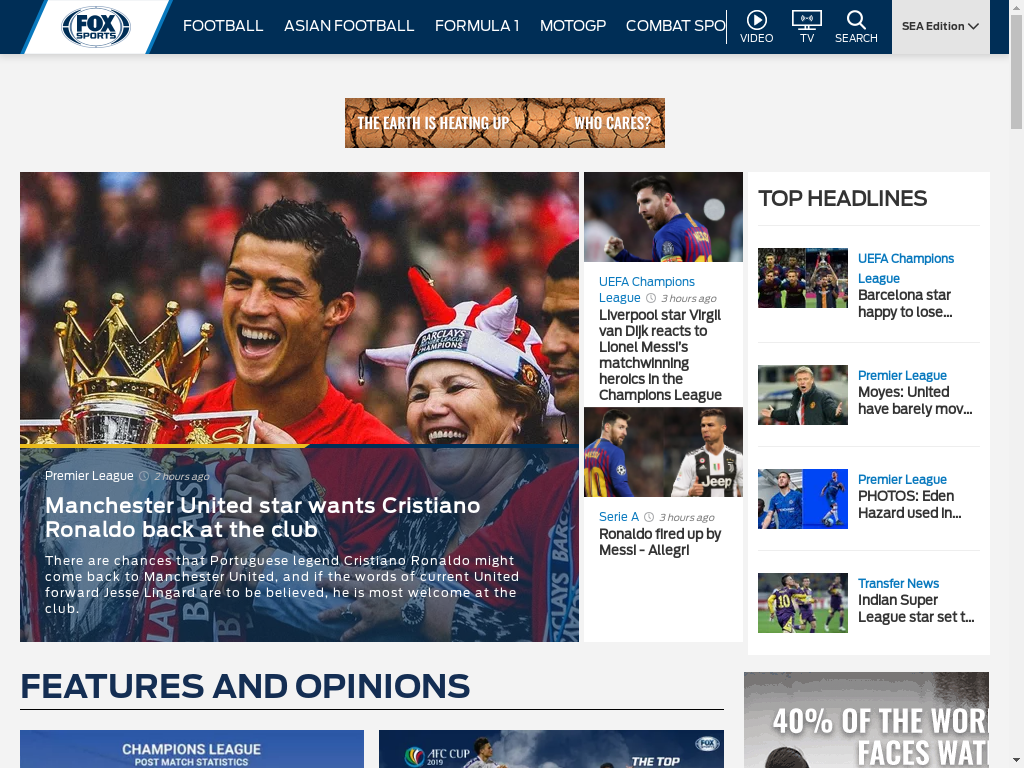 FOX
SPORTS
FOOTBALL
ASIAN FOOTBALL
FORMULA 1
MOTOGP
COMBAT SPO
VIDEO
TV
SEARCH
SEA Edition
THE EARTH IS HEATING UP
WHO CARES?
BARCLAYS
CHAMPIONS
Premier League
2 hours ago
Manchester United star wants Cristiano
Ronaldo back at the club
There are chances that Portuguese legend Cristiano Ronaldo might
come back to Manchester United, and if the words of current United
forward Jesse Lingard are to be believed, he is most welcome at the
club.
UEFA Champions
League
3 hours ago
Liverpool star Virgil
van Dijk reacts to
Lionel Messi's
matchwinning
heroics in the
Champions League
Jeep
Serie A
3 hours ago
Ronaldo fired up by
Messi - Allegri
TOP HEADLINES
UEFA Champions
League
Barcelona star
happy to lose...
Premier League
Moyes: United
have barely mov...
Premier League
PHOTOS: Eden
Hazard used in...
Transfer News
Indian Super
League star set t...
FEATURES AND OPINIONS
CHAMPIONS LEAGUE
POST MATCH STATISTICS
AFC CUP
2019
THE TOP
FOX
40% OF THE WOR
FACES WAT